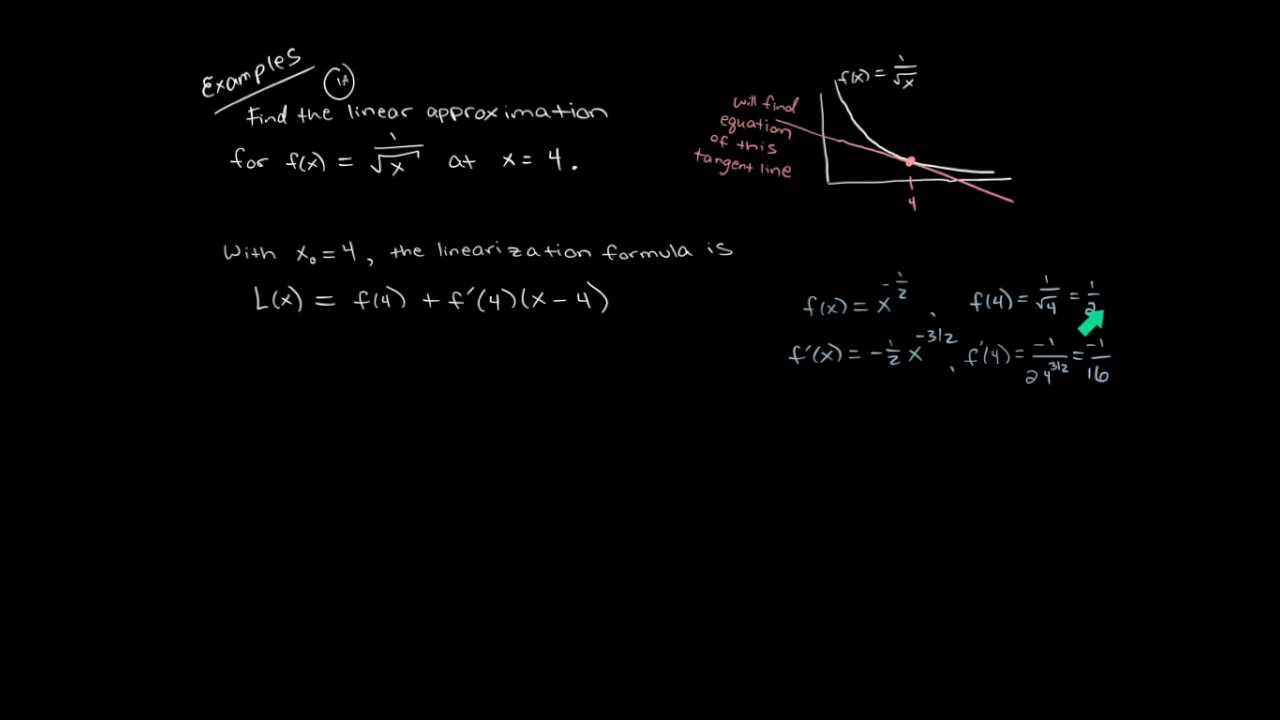 Examples
1A
Find the linear approximation
for f(x) = 1/√x at x = 4.
f(x) = 1/√x
will find
equation
of this
tangent line
4
With x₀ = 4, the linearization formula is
L(x) = f(4) + f′(4)(x − 4)
f(x) = x^(-1/2), f(4) = 1/√4 = 1/2
f′(x) = -1/2 x^(-3/2), f′(4) = -1/(2 4^(3/2)) = -1/16